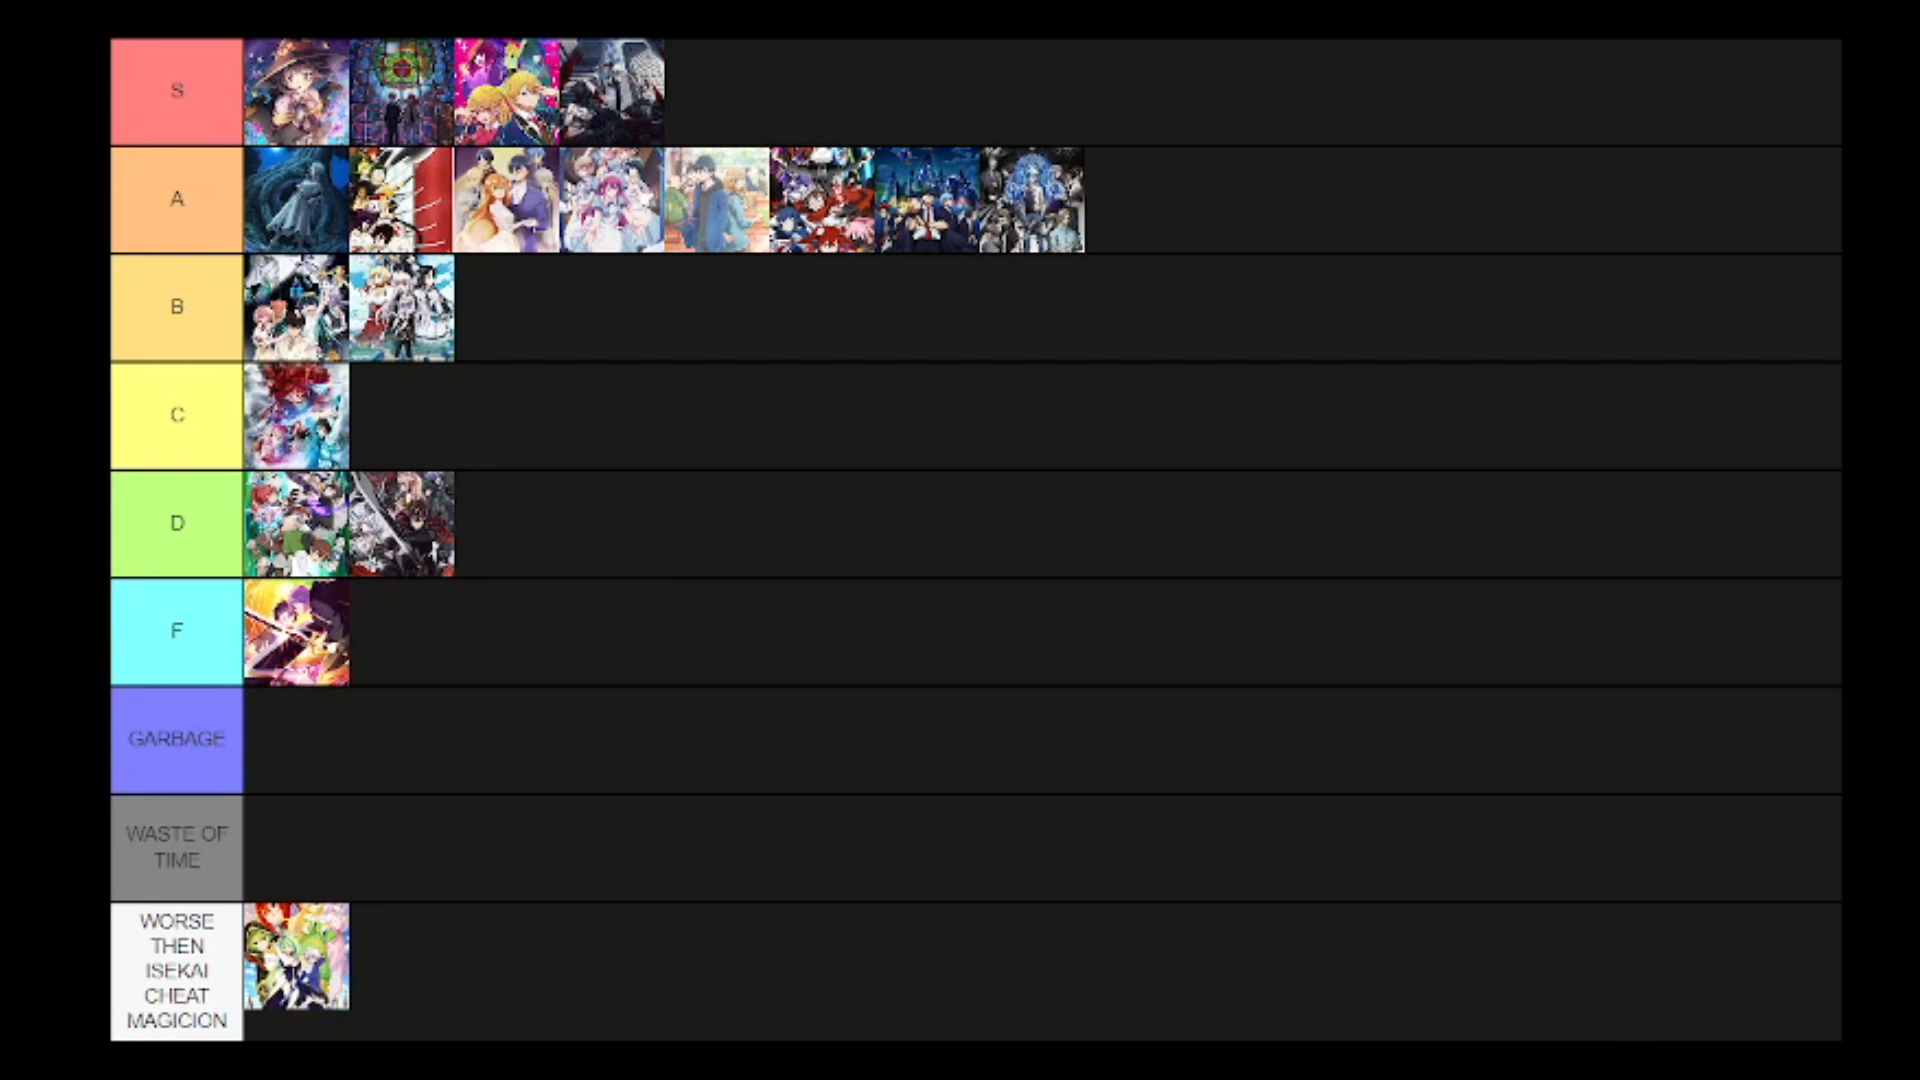 S
A
B
C
D
F
GARBAGE
WASTE OF
TIME
WORSE
THEN
ISEKAI
CHEAT
MAGICION